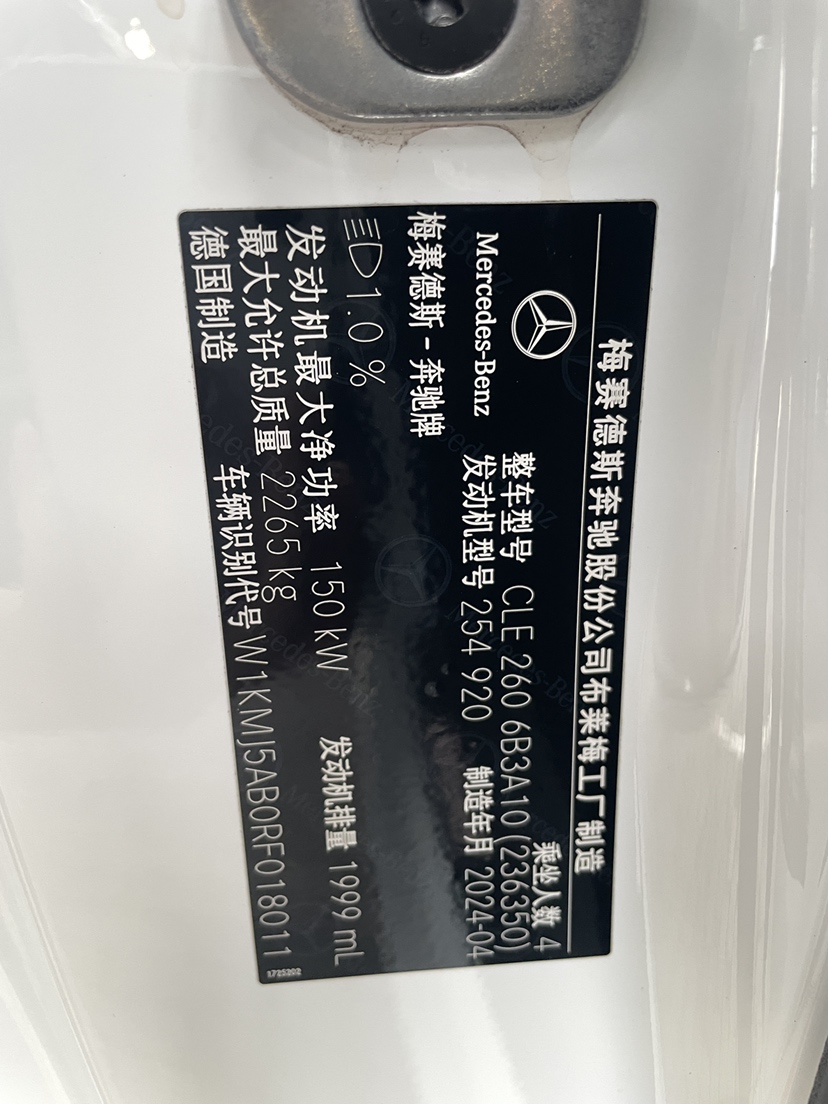 梅赛德斯奔驰股份公司布莱梅工厂制造
乘坐人数 4
Mercedes-Benz
整车型号 CLE 260 6B3A10 (236350)
梅赛德斯-奔驰牌
发动机型号 254 920 制造年月 2024-04
1.0 %
发动机最大净功率 150 kW 发动机排量 1999 mL
最大允许总质量 2265 kg
德国制造 车辆识别代号 W1KMJ5AB0RF018011
1725202